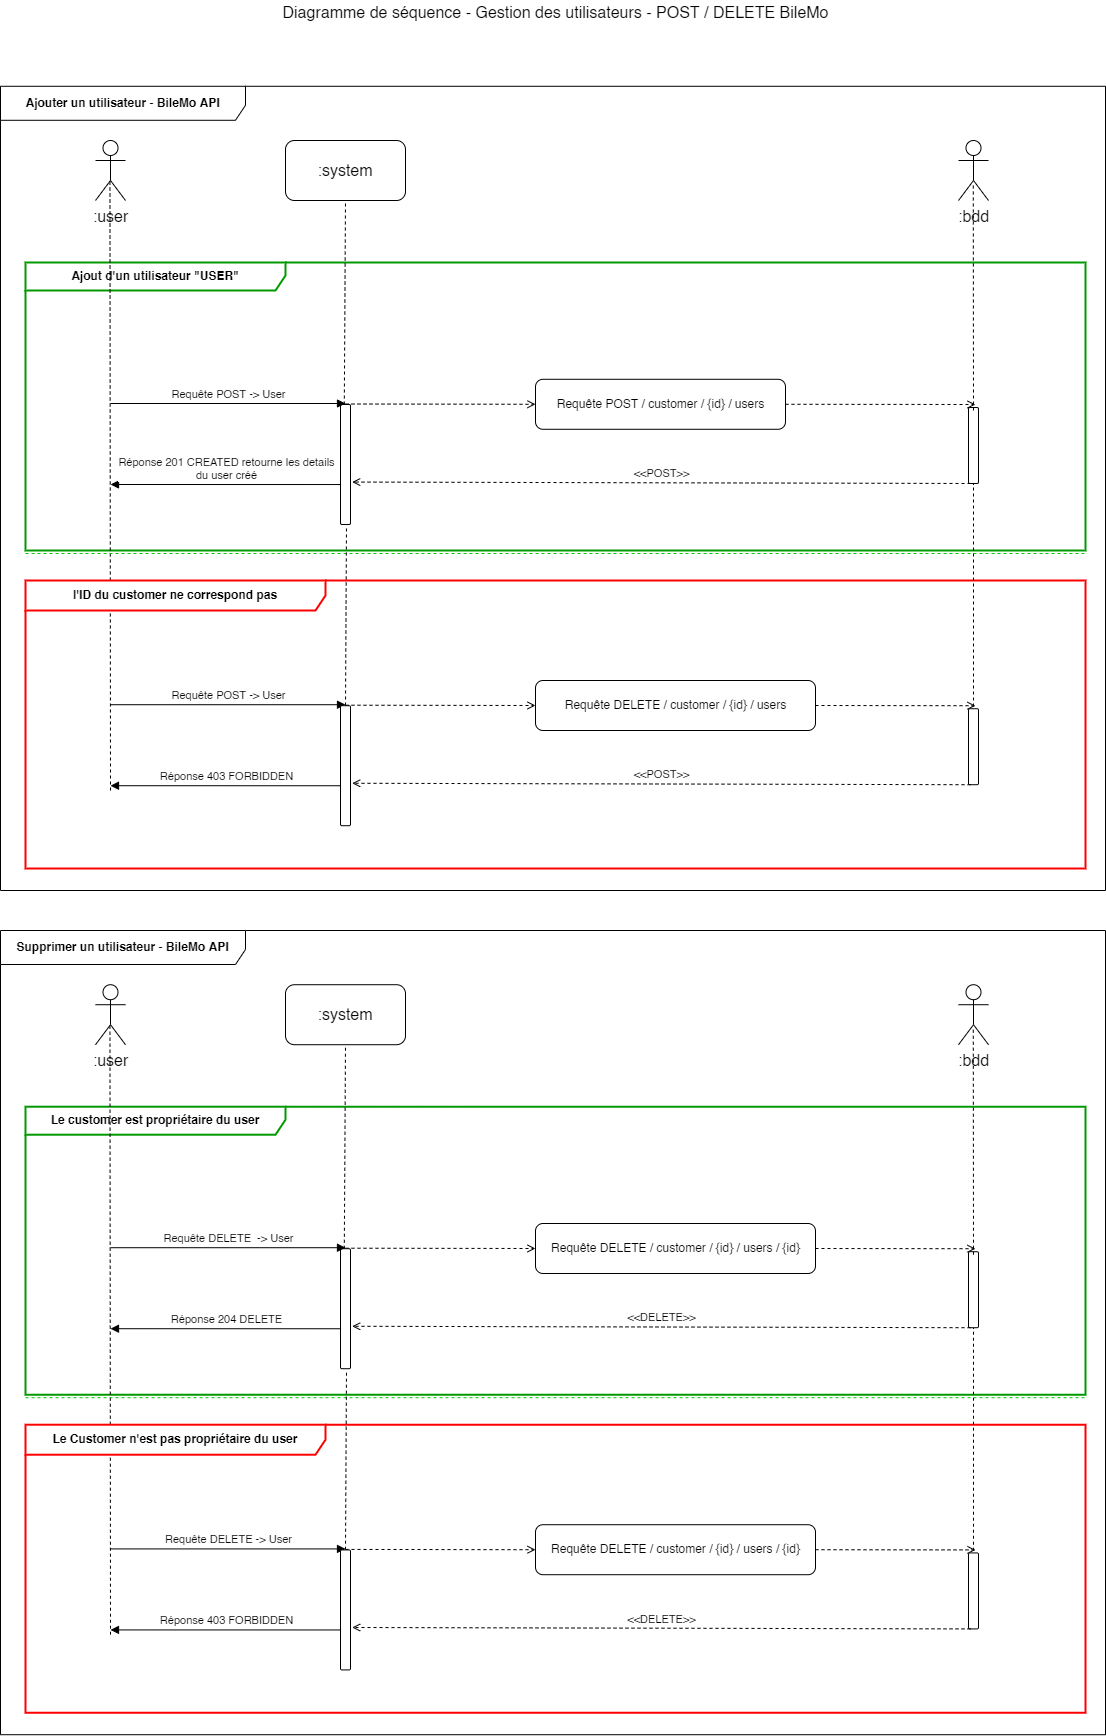 Diagramme de séquence - Gestion des utilisateurs - POST / DELETE BileMo
Ajouter un utilisateur - BileMo API
:user
:system
:bdd
Ajout d'un utilisateur "USER"
Requête POST -> User
Requête POST / customer / {id} / users
Réponse 201 CREATED retourne les details
du user créé
<<POST>>
l'ID du customer ne correspond pas
Requête POST -> User
Requête DELETE / customer / {id} / users
Réponse 403 FORBIDDEN
<<POST>>
Supprimer un utilisateur - BileMo API
:user
:system
:bdd
Le customer est propriétaire du user
Requête DELETE  -> User
Requête DELETE / customer / {id} / users / {id}
Réponse 204 DELETE
<<DELETE>>
Le Customer n'est pas propriétaire du user
Requête DELETE -> User
Requête DELETE / customer / {id} / users / {id}
Réponse 403 FORBIDDEN
<<DELETE>>